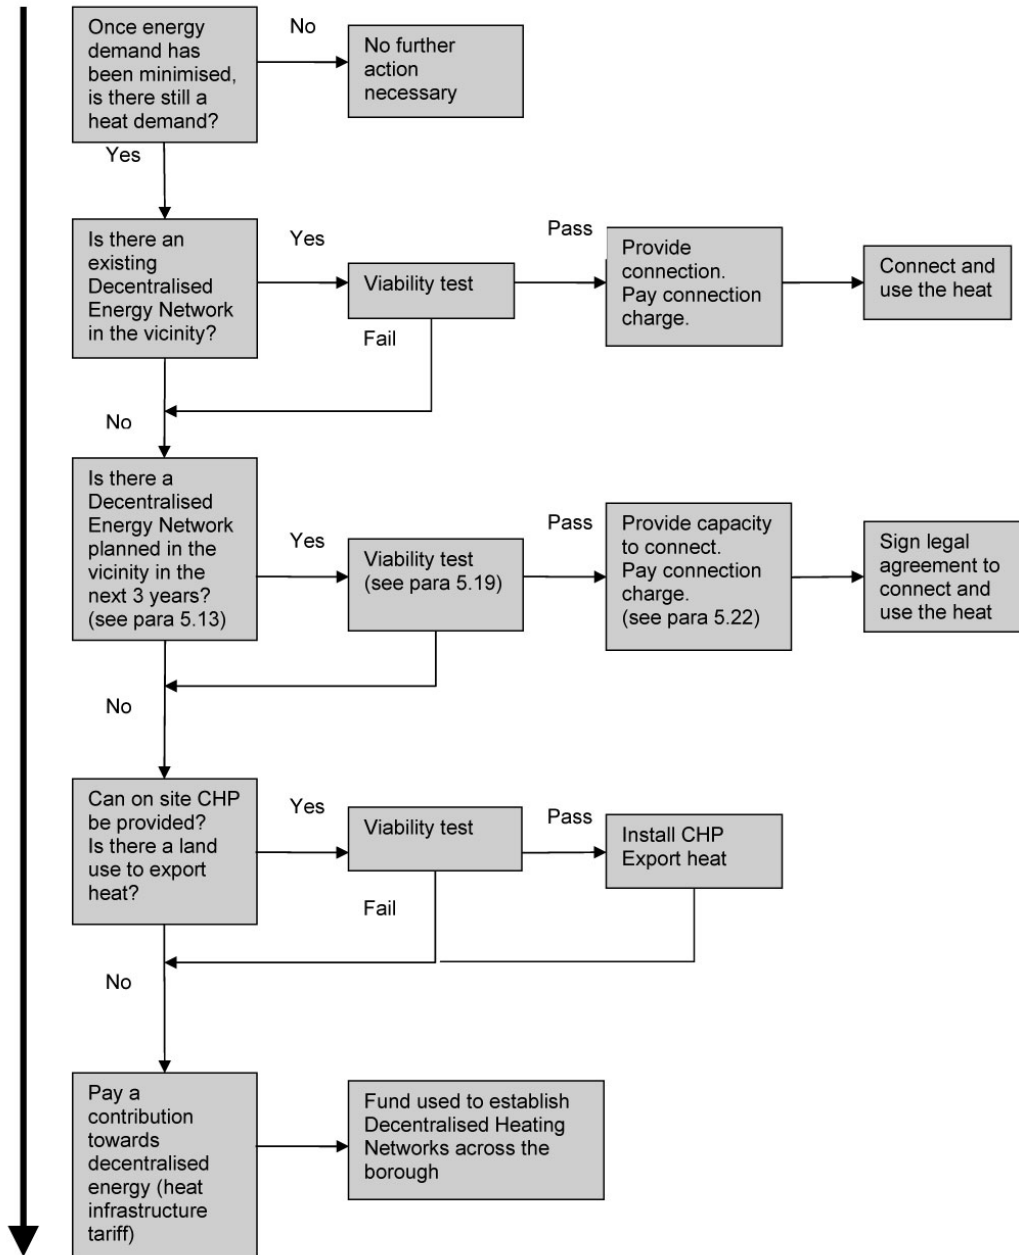 Once energy
demand has
been minimised,
is there still a
heat demand?
No
No further
action
necessary
Yes
Is there an
existing
Decentralised
Energy Network
in the vicinity?
Yes
Viability test
Pass
Provide
connection.
Pay connection
charge.
Connect and
use the heat
Fail
No
Is there a
Decentralised
Energy Network
planned in the
vicinity in the
next 3 years?
(see para 5.13)
Yes
Viability test
(see para 5.19)
Pass
Provide capacity
to connect.
Pay connection
charge.
(see para 5.22)
Sign legal
agreement to
connect and
use the heat
No
Can on site CHP
be provided?
Is there a land
use to export
heat?
Yes
Viability test
Pass
Install CHP
Export heat
Fail
No
Pay a
contribution
towards
decentralised
energy (heat
infrastructure
tariff)
Fund used to establish
Decentralised Heating
Networks across the
borough